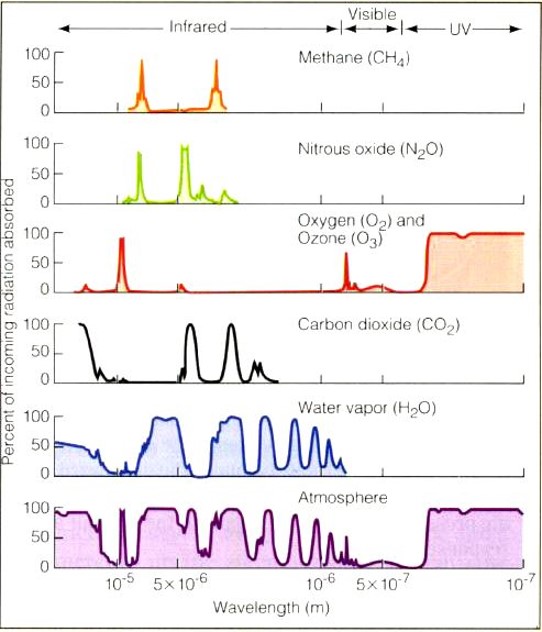 Infrared
Visible
UV
Percent of incoming radiation absorbed
Methane (CH4)
100
50
0
Nitrous oxide (N2O)
100
50
0
Oxygen (O2) and
Ozone (O3)
100
50
0
Carbon dioxide (CO2)
100
50
0
Water vapor (H2O)
100
50
0
Atmosphere
100
50
0
10-5 5×10-6 10-6 5×10-7 10-7
Wavelength (m)